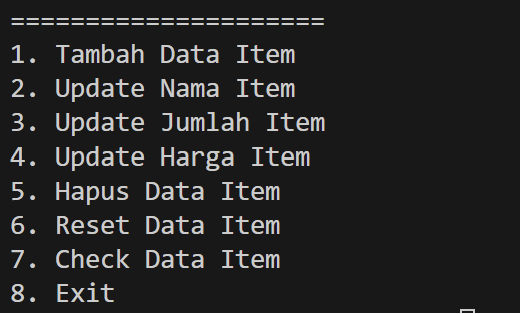 =====================
1. Tambah Data Item
2. Update Nama Item
3. Update Jumlah Item
4. Update Harga Item
5. Hapus Data Item
6. Reset Data Item
7. Check Data Item
8. Exit